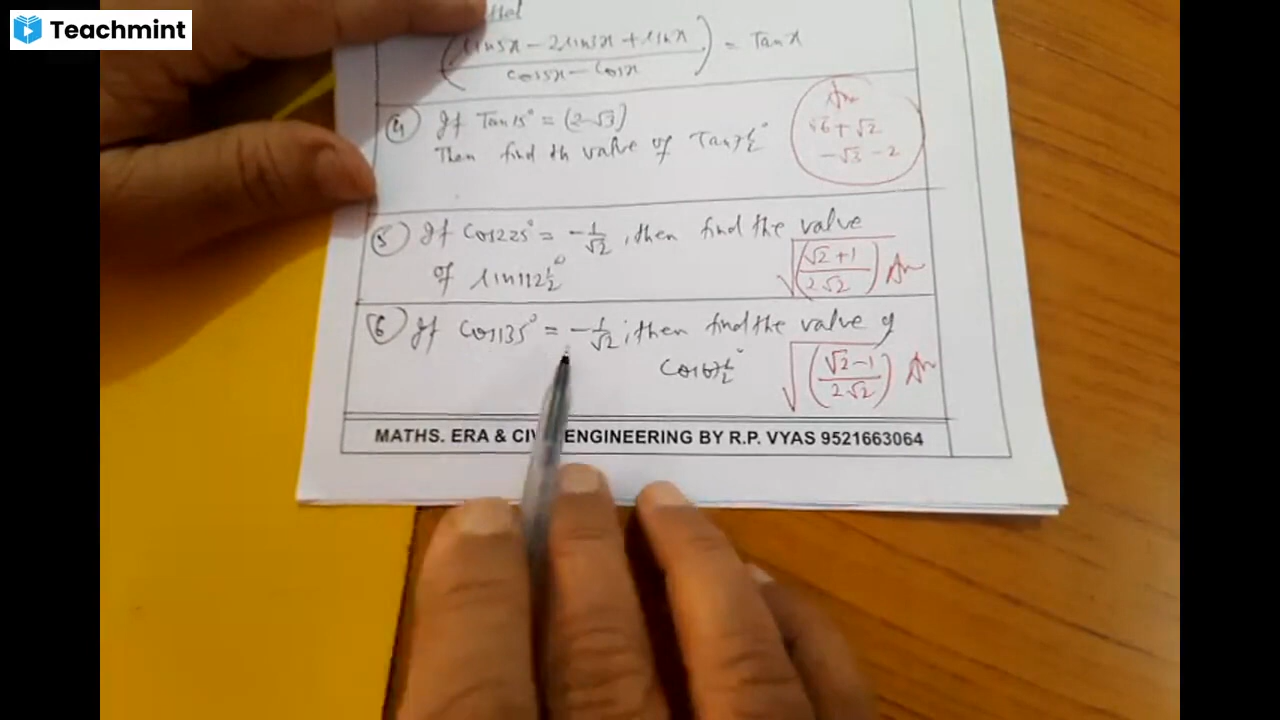 Teachmint
(sin5x - 2sin3x + sinx / cos5x - cosx) = Tanx
(4) If Tan15° = (2-√3)
Then find th value of Tan7½°
Ans
√6 + √2
-√3 - 2
(5) If Cos225° = -1/√2, then find the value
of sin112½°
√((√2+1)/(2√2)) Ans
(6) If Cos135° = -1/√2; then find the value of
Cos67½°
√((√2-1)/(2√2)) Ans
MATHS. ERA & CIV ENGINEERING BY R.P. VYAS 9521663064